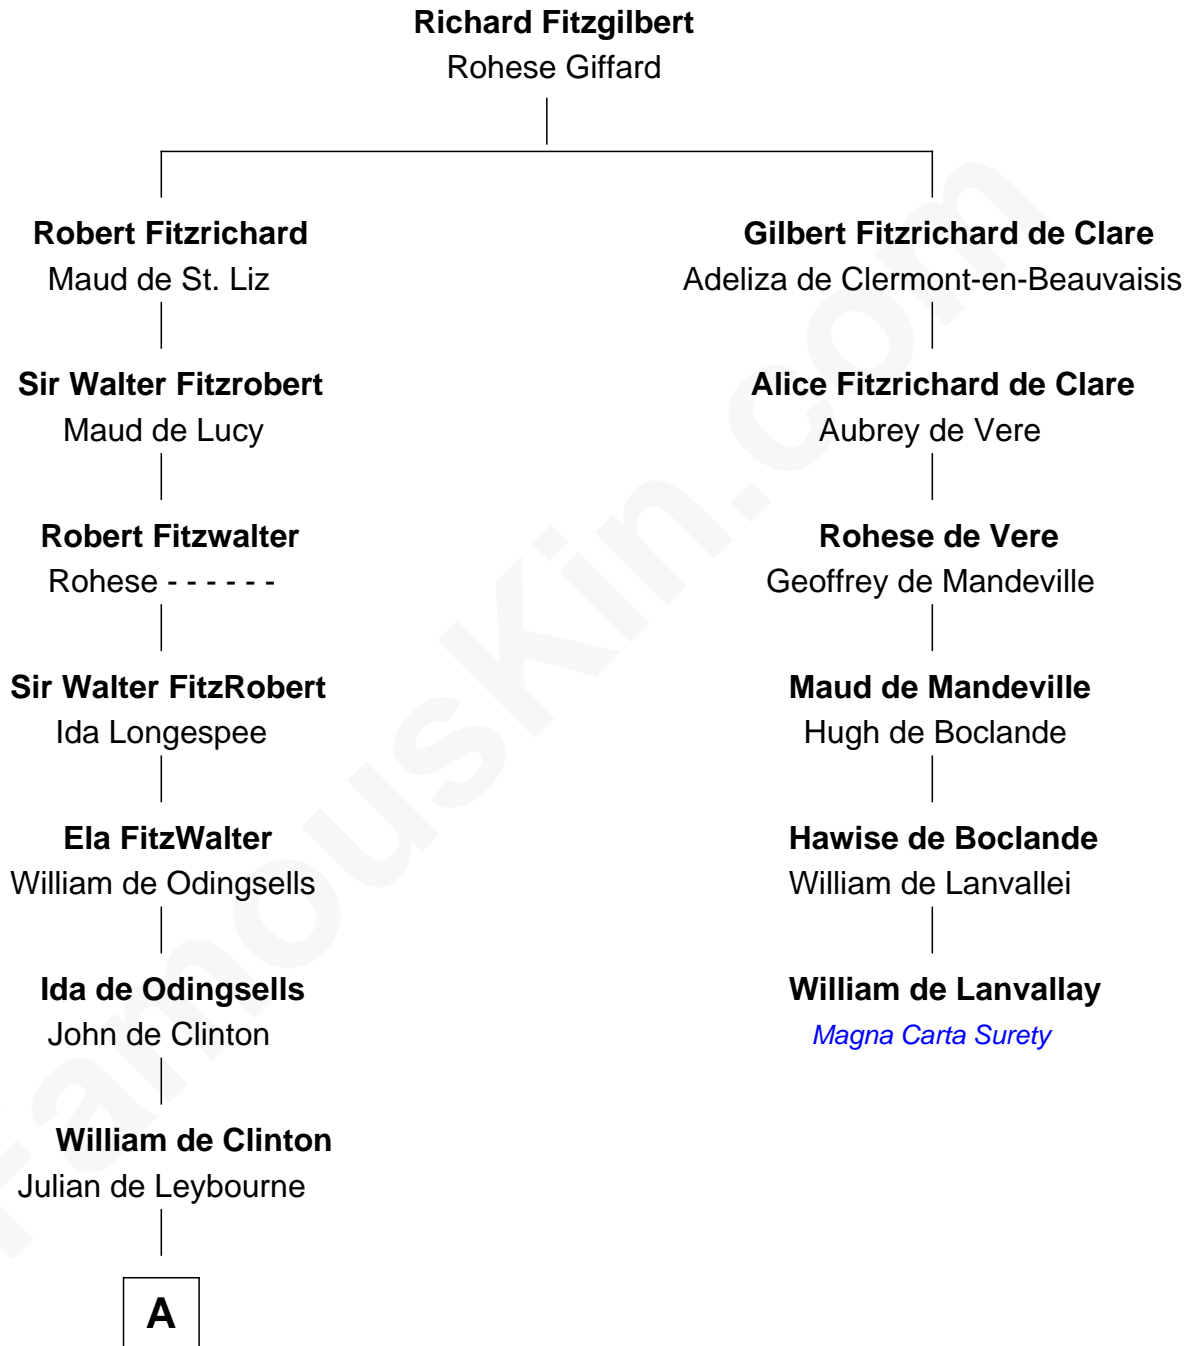 Richard Fitzgilbert
Rohese Giffard
Robert Fitzrichard
Maud de St. Liz
Gilbert Fitzrichard de Clare
Adeliza de Clermont-en-Beauvaisis
Sir Walter Fitzrobert
Maud de Lucy
Alice Fitzrichard de Clare
Aubrey de Vere
Robert Fitzwalter
Rohese - - - - - -
Rohese de Vere
Geoffrey de Mandeville
Sir Walter FitzRobert
Ida Longespee
Maud de Mandeville
Hugh de Boclande
Ela FitzWalter
William de Odingsells
Hawise de Boclande
William de Lanvallei
Ida de Odingsells
John de Clinton
William de Lanvallay
Magna Carta Surety
William de Clinton
Julian de Leybourne
A
FamousKin.com